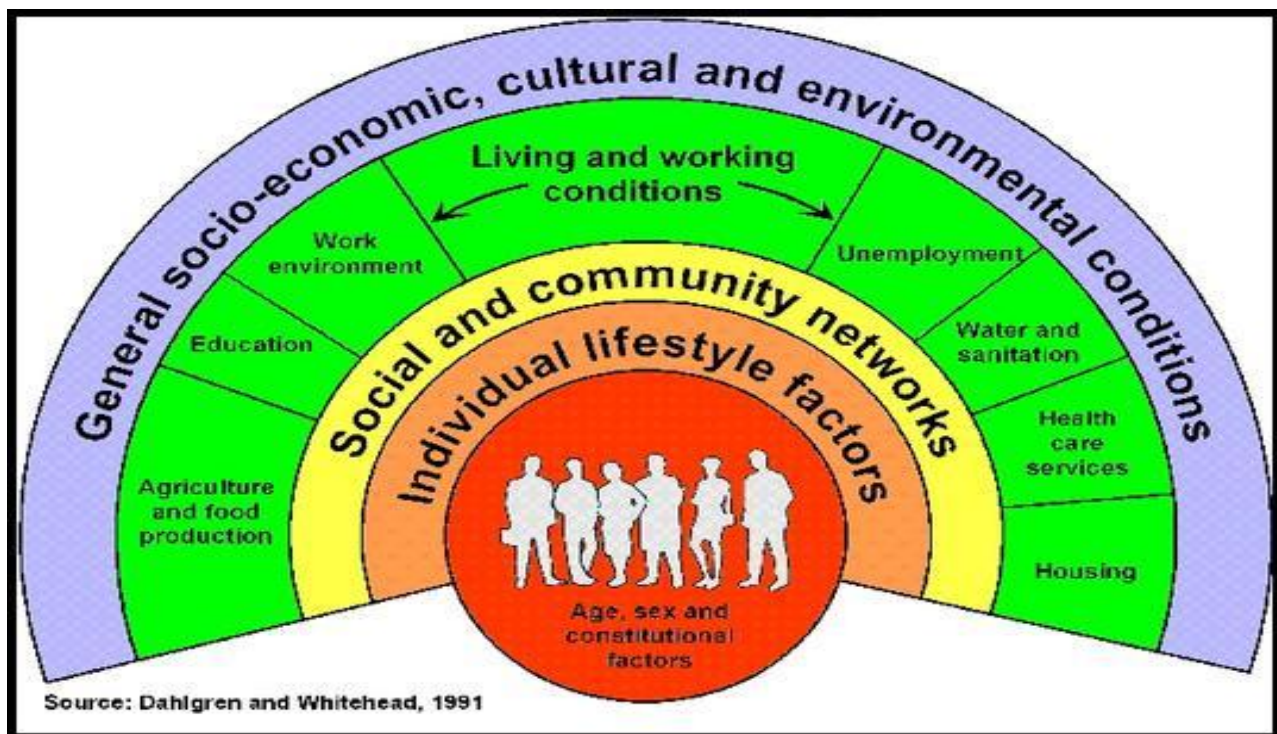 General socio-economic, cultural and environmental conditions
Living and working
conditions
Work
environment
Unemployment
Education
Water and
sanitation
Agriculture
and food
production
Health
care
services
Housing
Social and community networks
Individual lifestyle factors
Age, sex and
constitutional
factors
Source: Dahlgren and Whitehead, 1991